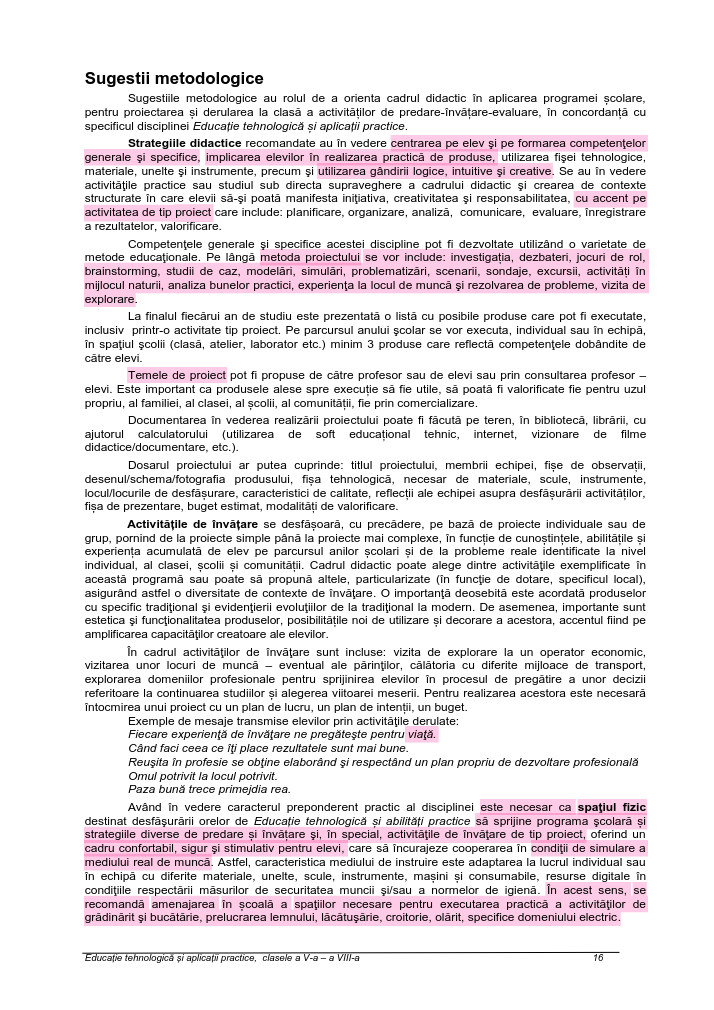 Sugestii metodologice
Sugestiile metodologice au rolul de a orienta cadrul didactic în aplicarea programei școlare,
pentru proiectarea și derularea la clasă a activităților de predare-învățare-evaluare, în concordanță cu
specificul disciplinei Educație tehnologică și aplicații practice.
Strategiile didactice recomandate au în vedere centrarea pe elev şi pe formarea competenţelor
generale şi specifice, implicarea elevilor în realizarea practică de produse, utilizarea fişei tehnologice,
materiale, unelte şi instrumente, precum şi utilizarea gândirii logice, intuitive şi creative. Se au în vedere
activităţile practice sau studiul sub directa supraveghere a cadrului didactic şi crearea de contexte
structurate în care elevii să-şi poată manifesta iniţiativa, creativitatea şi responsabilitatea, cu accent pe
activitatea de tip proiect care include: planificare, organizare, analiză, comunicare, evaluare, înregistrare
a rezultatelor, valorificare.
Competenţele generale şi specifice acestei discipline pot fi dezvoltate utilizând o varietate de
metode educaţionale. Pe lângă metoda proiectului se vor include: investigația, dezbateri, jocuri de rol,
brainstorming, studii de caz, modelări, simulări, problematizări, scenarii, sondaje, excursii, activități în
mijlocul naturii, analiza bunelor practici, experienţa la locul de muncă şi rezolvarea de probleme, vizita de
explorare.
La finalul fiecărui an de studiu este prezentată o listă cu posibile produse care pot fi executate,
inclusiv printr-o activitate tip proiect. Pe parcursul anului şcolar se vor executa, individual sau în echipă,
în spaţiul şcolii (clasă, atelier, laborator etc.) minim 3 produse care reflectă competenţele dobândite de
către elevi.
Temele de proiect pot fi propuse de către profesor sau de elevi sau prin consultarea profesor –
elevi. Este important ca produsele alese spre execuție să fie utile, să poată fi valorificate fie pentru uzul
propriu, al familiei, al clasei, al școlii, al comunității, fie prin comercializare.
Documentarea în vederea realizării proiectului poate fi făcută pe teren, în bibliotecă, librării, cu
ajutorul calculatorului (utilizarea de soft educațional tehnic, internet, vizionare de filme
didactice/documentare, etc.).
Dosarul proiectului ar putea cuprinde: titlul proiectului, membrii echipei, fișe de observații,
desenul/schema/fotografia produsului, fișa tehnologică, necesar de materiale, scule, instrumente,
locul/locurile de desfășurare, caracteristici de calitate, reflecții ale echipei asupra desfășurării activităților,
fișa de prezentare, buget estimat, modalități de valorificare.
Activitățile de învățare se desfășoară, cu precădere, pe bază de proiecte individuale sau de
grup, pornind de la proiecte simple până la proiecte mai complexe, în funcție de cunoștințele, abilitățile și
experiența acumulată de elev pe parcursul anilor școlari și de la probleme reale identificate la nivel
individual, al clasei, școlii și comunității. Cadrul didactic poate alege dintre activităţile exemplificate în
această programă sau poate să propună altele, particularizate (în funcţie de dotare, specificul local),
asigurând astfel o diversitate de contexte de învăţare. O importanţă deosebită este acordată produselor
cu specific tradiţional şi evidenţierii evoluţiilor de la tradiţional la modern. De asemenea, importante sunt
estetica şi funcţionalitatea produselor, posibilitățile noi de utilizare și decorare a acestora, accentul fiind pe
amplificarea capacităţilor creatoare ale elevilor.
În cadrul activităţilor de învăţare sunt incluse: vizita de explorare la un operator economic,
vizitarea unor locuri de muncă – eventual ale părinţilor, călătoria cu diferite mijloace de transport,
explorarea domeniilor profesionale pentru sprijinirea elevilor în procesul de pregătire a unor decizii
referitoare la continuarea studiilor și alegerea viitoarei meserii. Pentru realizarea acestora este necesară
întocmirea unui proiect cu un plan de lucru, un plan de intenții, un buget.
Exemple de mesaje transmise elevilor prin activităţile derulate:
Fiecare experienţă de învăţare ne pregăteşte pentru viaţă.
Când faci ceea ce îţi place rezultatele sunt mai bune.
Reuşita în profesie se obţine elaborând şi respectând un plan propriu de dezvoltare profesională
Omul potrivit la locul potrivit.
Paza bună trece primejdia rea.
Având în vedere caracterul preponderent practic al disciplinei este necesar ca spaţiul fizic
destinat desfăşurării orelor de Educație tehnologică și abilități practice să sprijine programa şcolară și
strategiile diverse de predare și învățare şi, în special, activităţile de învăţare de tip proiect, oferind un
cadru confortabil, sigur şi stimulativ pentru elevi, care să încurajeze cooperarea în condiţii de simulare a
mediului real de muncă. Astfel, caracteristica mediului de instruire este adaptarea la lucrul individual sau
în echipă cu diferite materiale, unelte, scule, instrumente, mașini și consumabile, resurse digitale în
condiţiile respectării măsurilor de securitatea muncii şi/sau a normelor de igienă. În acest sens, se
recomandă amenajarea în școală a spaţiilor necesare pentru executarea practică a activităţilor de
grădinărit şi bucătărie, prelucrarea lemnului, lăcătuşărie, croitorie, olărit, specifice domeniului electric.
Educație tehnologică și aplicații practice, clasele a V-a – a VIII-a 16